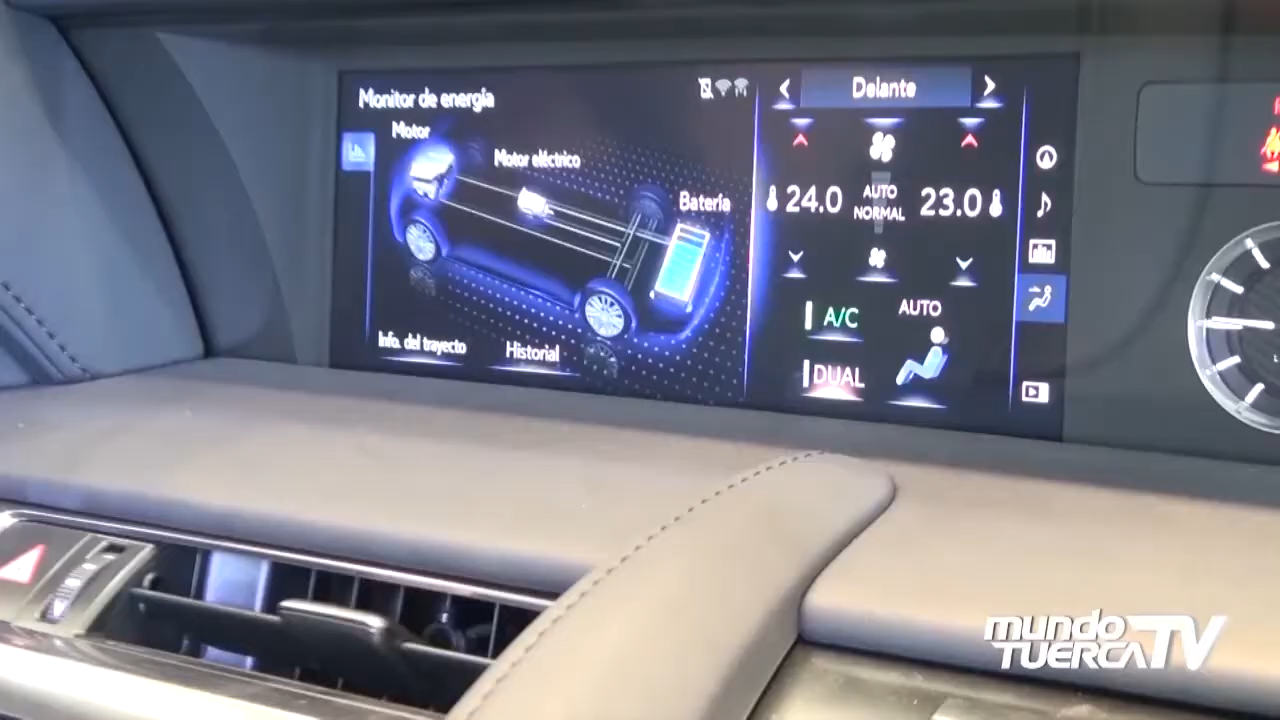 Monitor de energía
Motor
Motor eléctrico
Batería
Info. del trayecto
Historial
Delante
24.0
AUTO
NORMAL
23.0
A/C
AUTO
DUAL
mundo
TUERCA TV